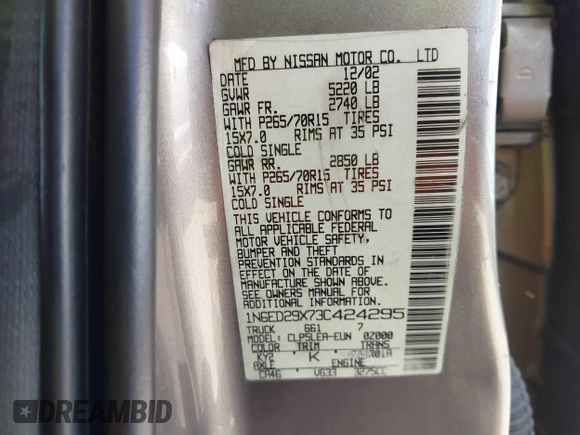 MFD BY NISSAN MOTOR CO. LTD
DATE 12/02
GVWR 5220 LB
GAWR FR. 2740 LB
WITH P265/70R15 TIRES
15X7.0 RIMS AT 35 PSI
COLD SINGLE
GAWR RR. 2850 LB
WITH P265/70R15 TIRES
15X7.0 RIMS AT 35 PSI
COLD SINGLE
THIS VEHICLE CONFORMS TO
ALL APPLICABLE FEDERAL
MOTOR VEHICLE SAFETY,
BUMPER AND THEFT
PREVENTION STANDARDS IN
EFFECT ON THE DATE OF
MANUFACTURE SHOWN ABOVE.
SEE OWNERS MANUAL FOR
ADDITIONAL INFORMATION.
1N6ED29X73C424295
TRUCK 661 7
MODEL: CLPSLEA-EUN 0Z000
COLOR TRIM TRANS
KY2 K
AXLE ENGINE
CA46 VG33 3275CC
DREAMBID